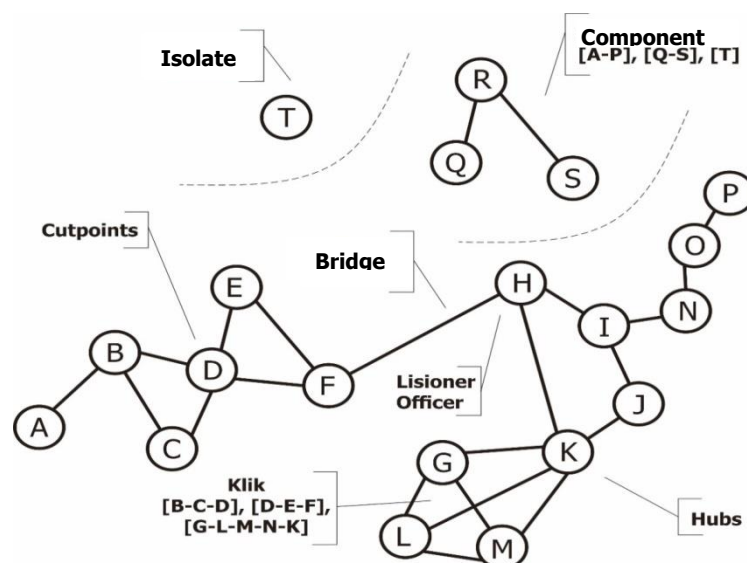 Isolate
Component
[A-P], [Q-S], [T]
R
T
Q
S
P
Cutpoints
O
Bridge
E
H
N
I
B
D
F
Lisioner
Officer
J
A
C
G
K
Klik
[B-C-D], [D-E-F],
[G-L-M-N-K]
Hubs
L
M